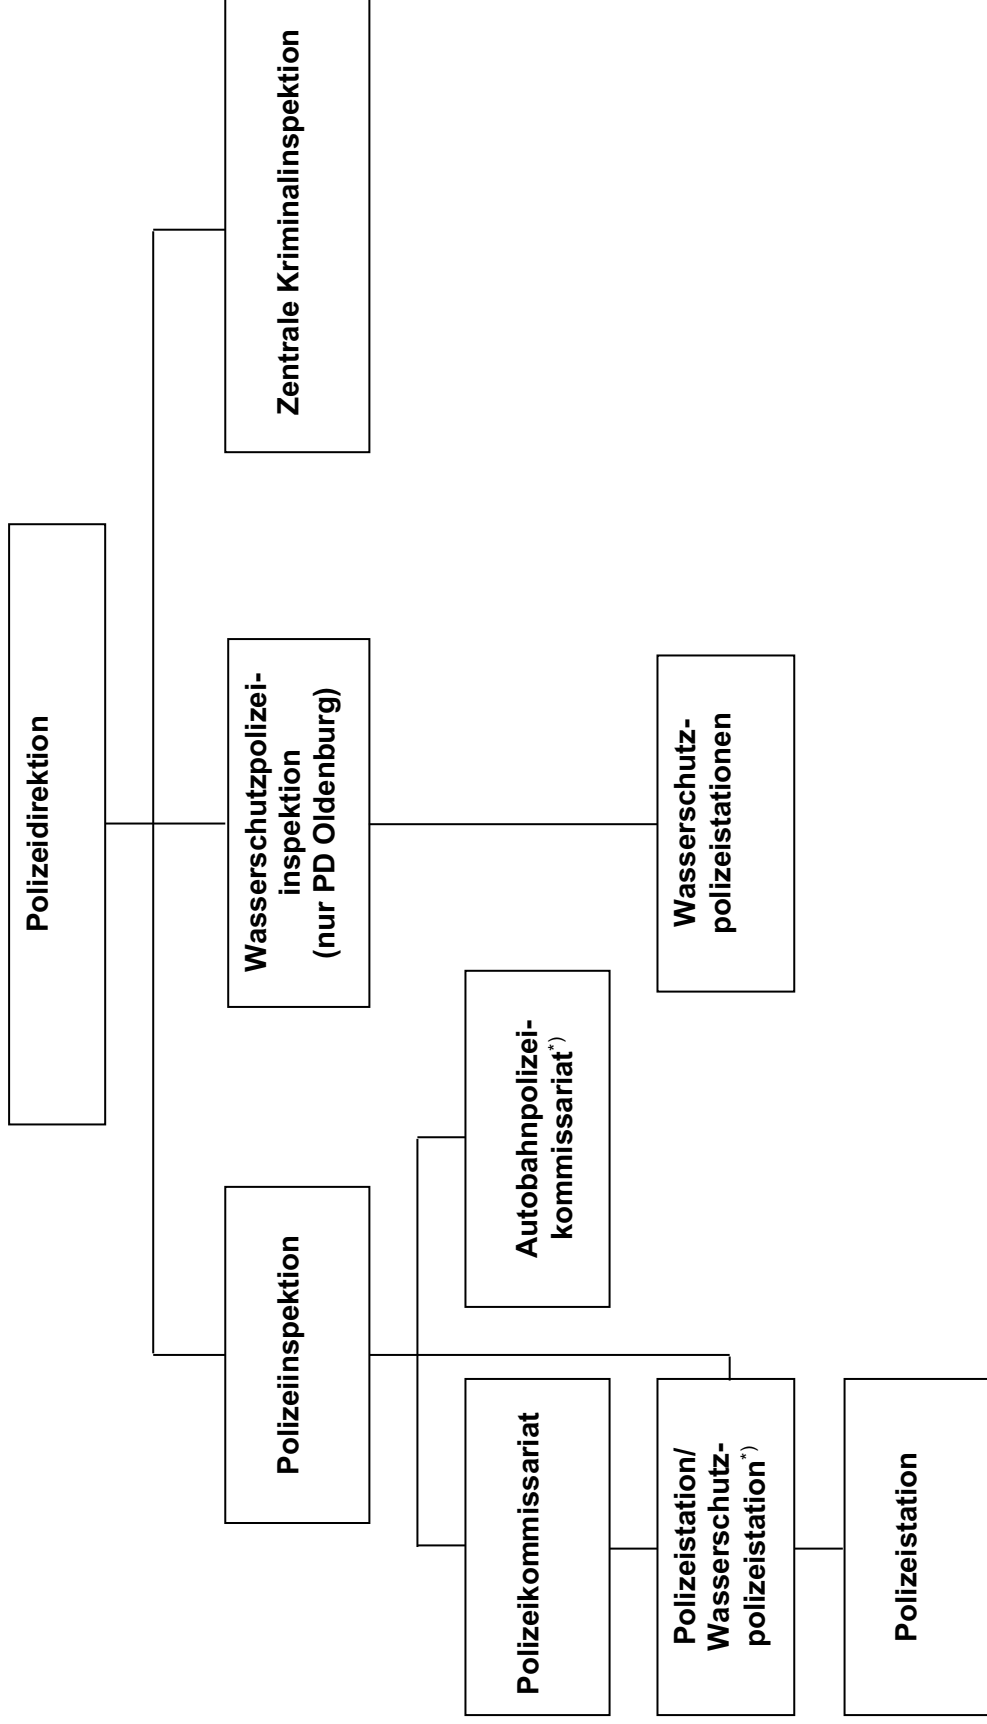 Polizeidirektion
Polizeiinspektion
Wasserschutzpolizei-
inspektion
(nur PD Oldenburg)
Zentrale Kriminalinspektion
Polizeikommissariat
Autobahnpolizei-
kommissariat*)
Polizeistation/
Wasserschutz-
polizeistation*)
Wasserschutz-
polizeistationen
Polizeistation